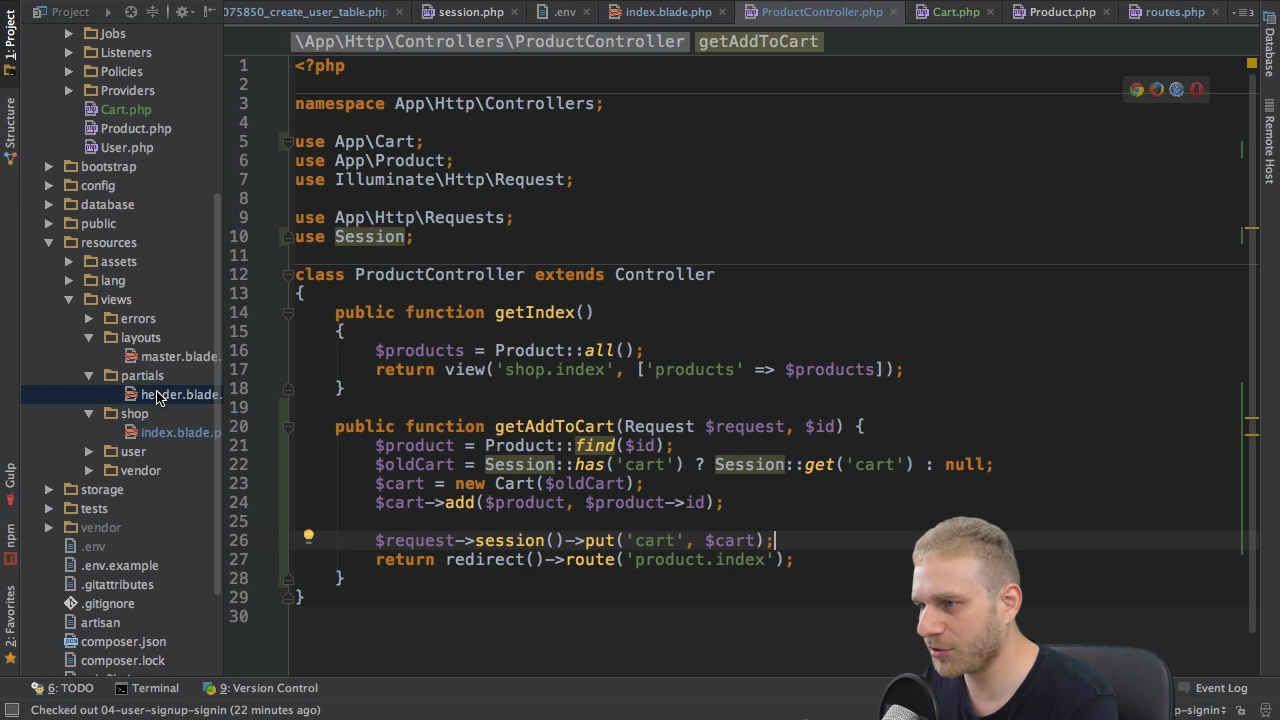 1: Project
Structure
Gulp
npm
2: Favorites
Project
Jobs
Listeners
Policies
Providers
Cart.php
Product.php
User.php
bootstrap
config
database
public
resources
assets
lang
views
errors
layouts
master.blade.
partials
header.blade.
shop
index.blade.p
user
vendor
storage
tests
vendor
.env
.env.example
.gitattributes
.gitignore
artisan
composer.json
composer.lock
075850_create_user_table.php
session.php
.env
index.blade.php
ProductController.php
Cart.php
Product.php
routes.php
3
\App\Http\Controllers\ProductController getAddToCart
1 <?php
2
3 namespace App\Http\Controllers;
4
5 use App\Cart;
6 use App\Product;
7 use Illuminate\Http\Request;
8
9 use App\Http\Requests;
10 use Session;
11
12 class ProductController extends Controller
13 {
14 public function getIndex()
15 {
16 $products = Product::all();
17 return view('shop.index', ['products' => $products]);
18 }
19
20 public function getAddToCart(Request $request, $id) {
21 $product = Product::find($id);
22 $oldCart = Session::has('cart') ? Session::get('cart') : null;
23 $cart = new Cart($oldCart);
24 $cart->add($product, $product->id);
25
26 $request->session()->put('cart', $cart);
27 return redirect()->route('product.index');
28 }
29 }
30
Database
Remote Host
6: TODO
Terminal
9: Version Control
Event Log
Checked out 04-user-signup-signin (22 minutes ago)
p-signin